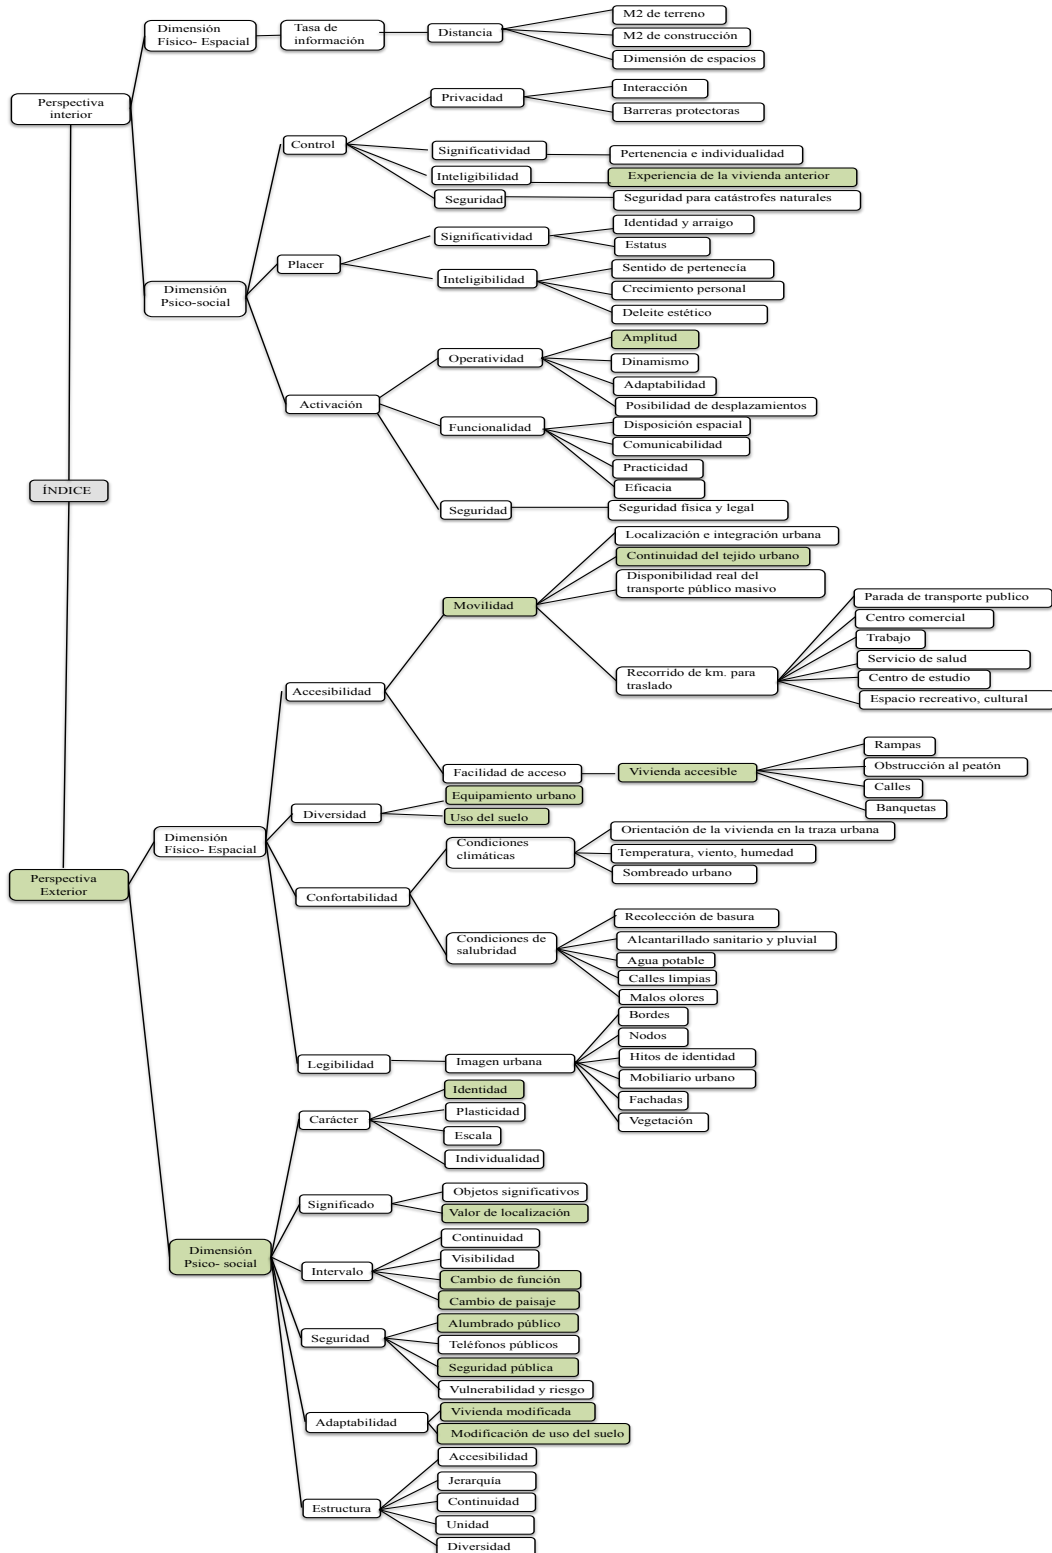 M2 de terreno
Dimensión
Físico- Espacial
Tasa de
información
Distancia
M2 de construcción
Dimensión de espacios
Perspectiva
interior
Privacidad
Interacción
Barreras protectoras
Control
Significatividad
Pertenencia e individualidad
Inteligibilidad
Experiencia de la vivienda anterior
Seguridad
Seguridad para catástrofes naturales
Placer
Significatividad
Identidad y arraigo
Estatus
Dimensión
Psico-social
Inteligibilidad
Sentido de pertenecía
Crecimiento personal
Deleite estético
Activación
Operatividad
Amplitud
Dinamismo
Adaptabilidad
Posibilidad de desplazamientos
Funcionalidad
Disposición espacial
Comunicabilidad
Practicidad
Eficacia
Seguridad
Seguridad física y legal
ÍNDICE
Localización e integración urbana
Continuidad del tejido urbano
Disponibilidad real del
transporte público masivo
Movilidad
Recorrido de km. para
traslado
Parada de transporte publico
Centro comercial
Trabajo
Servicio de salud
Centro de estudio
Espacio recreativo, cultural
Accesibilidad
Facilidad de acceso
Vivienda accesible
Rampas
Obstrucción al peatón
Calles
Banquetas
Diversidad
Equipamiento urbano
Uso del suelo
Dimensión
Físico- Espacial
Perspectiva
Exterior
Confortabilidad
Condiciones
climáticas
Orientación de la vivienda en la traza urbana
Temperatura, viento, humedad
Sombreado urbano
Condiciones de
salubridad
Recolección de basura
Alcantarillado sanitario y pluvial
Agua potable
Calles limpias
Malos olores
Legibilidad
Imagen urbana
Bordes
Nodos
Hitos de identidad
Mobiliario urbano
Fachadas
Vegetación
Carácter
Identidad
Plasticidad
Escala
Individualidad
Significado
Objetos significativos
Valor de localización
Dimensión
Psico- social
Intervalo
Continuidad
Visibilidad
Cambio de función
Cambio de paisaje
Seguridad
Alumbrado público
Teléfonos públicos
Seguridad pública
Vulnerabilidad y riesgo
Adaptabilidad
Vivienda modificada
Modificación de uso del suelo
Estructura
Accesibilidad
Jerarquía
Continuidad
Unidad
Diversidad